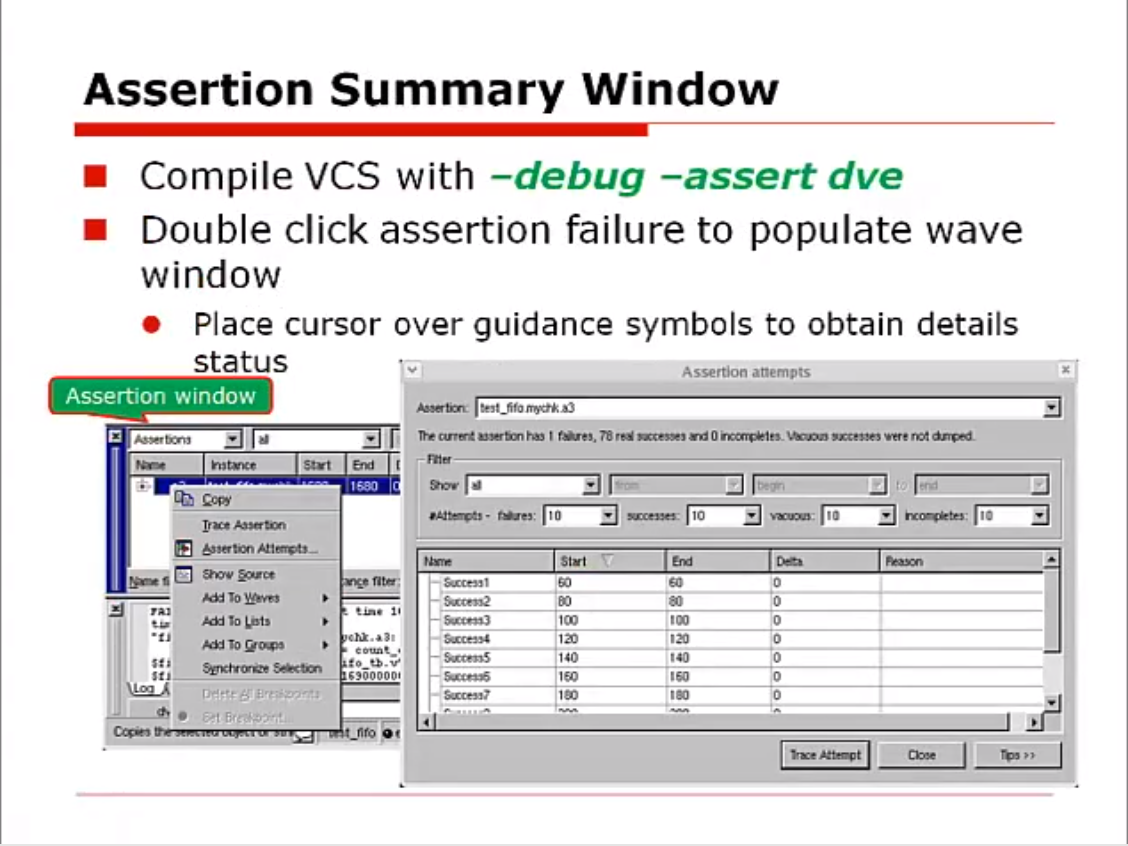 Assertion Summary Window
Compile VCS with –debug –assert dve
Double click assertion failure to populate wave
window
Place cursor over guidance symbols to obtain details
status
Assertion window
Assertions all
Name Instance Start End
1680
Copy
Trace Assertion
Assertion Attempts...
Show Source
Add To Waves
Add To Lists
Add To Groups
Synchronize Selection
Delete All Breakpoints
Set Breakpoint...
Log
Copies the selected object or test_fifo
Assertion attempts
Assertion: test_fifo.mychk.a3
The current assertion has 1 failures, 78 real successes and 0 incompletes. Vacuous successes were not dumped.
Filter
Show all from begin to end
#Attempts - failures: 10 successes: 10 vacuous: 10 incompletes: 10
Name Start End Delta Reason
Success1 60 60 0
Success2 80 80 0
Success3 100 100 0
Success4 120 120 0
Success5 140 140 0
Success6 160 160 0
Success7 180 180 0
Trace Attempt Close Tips >>